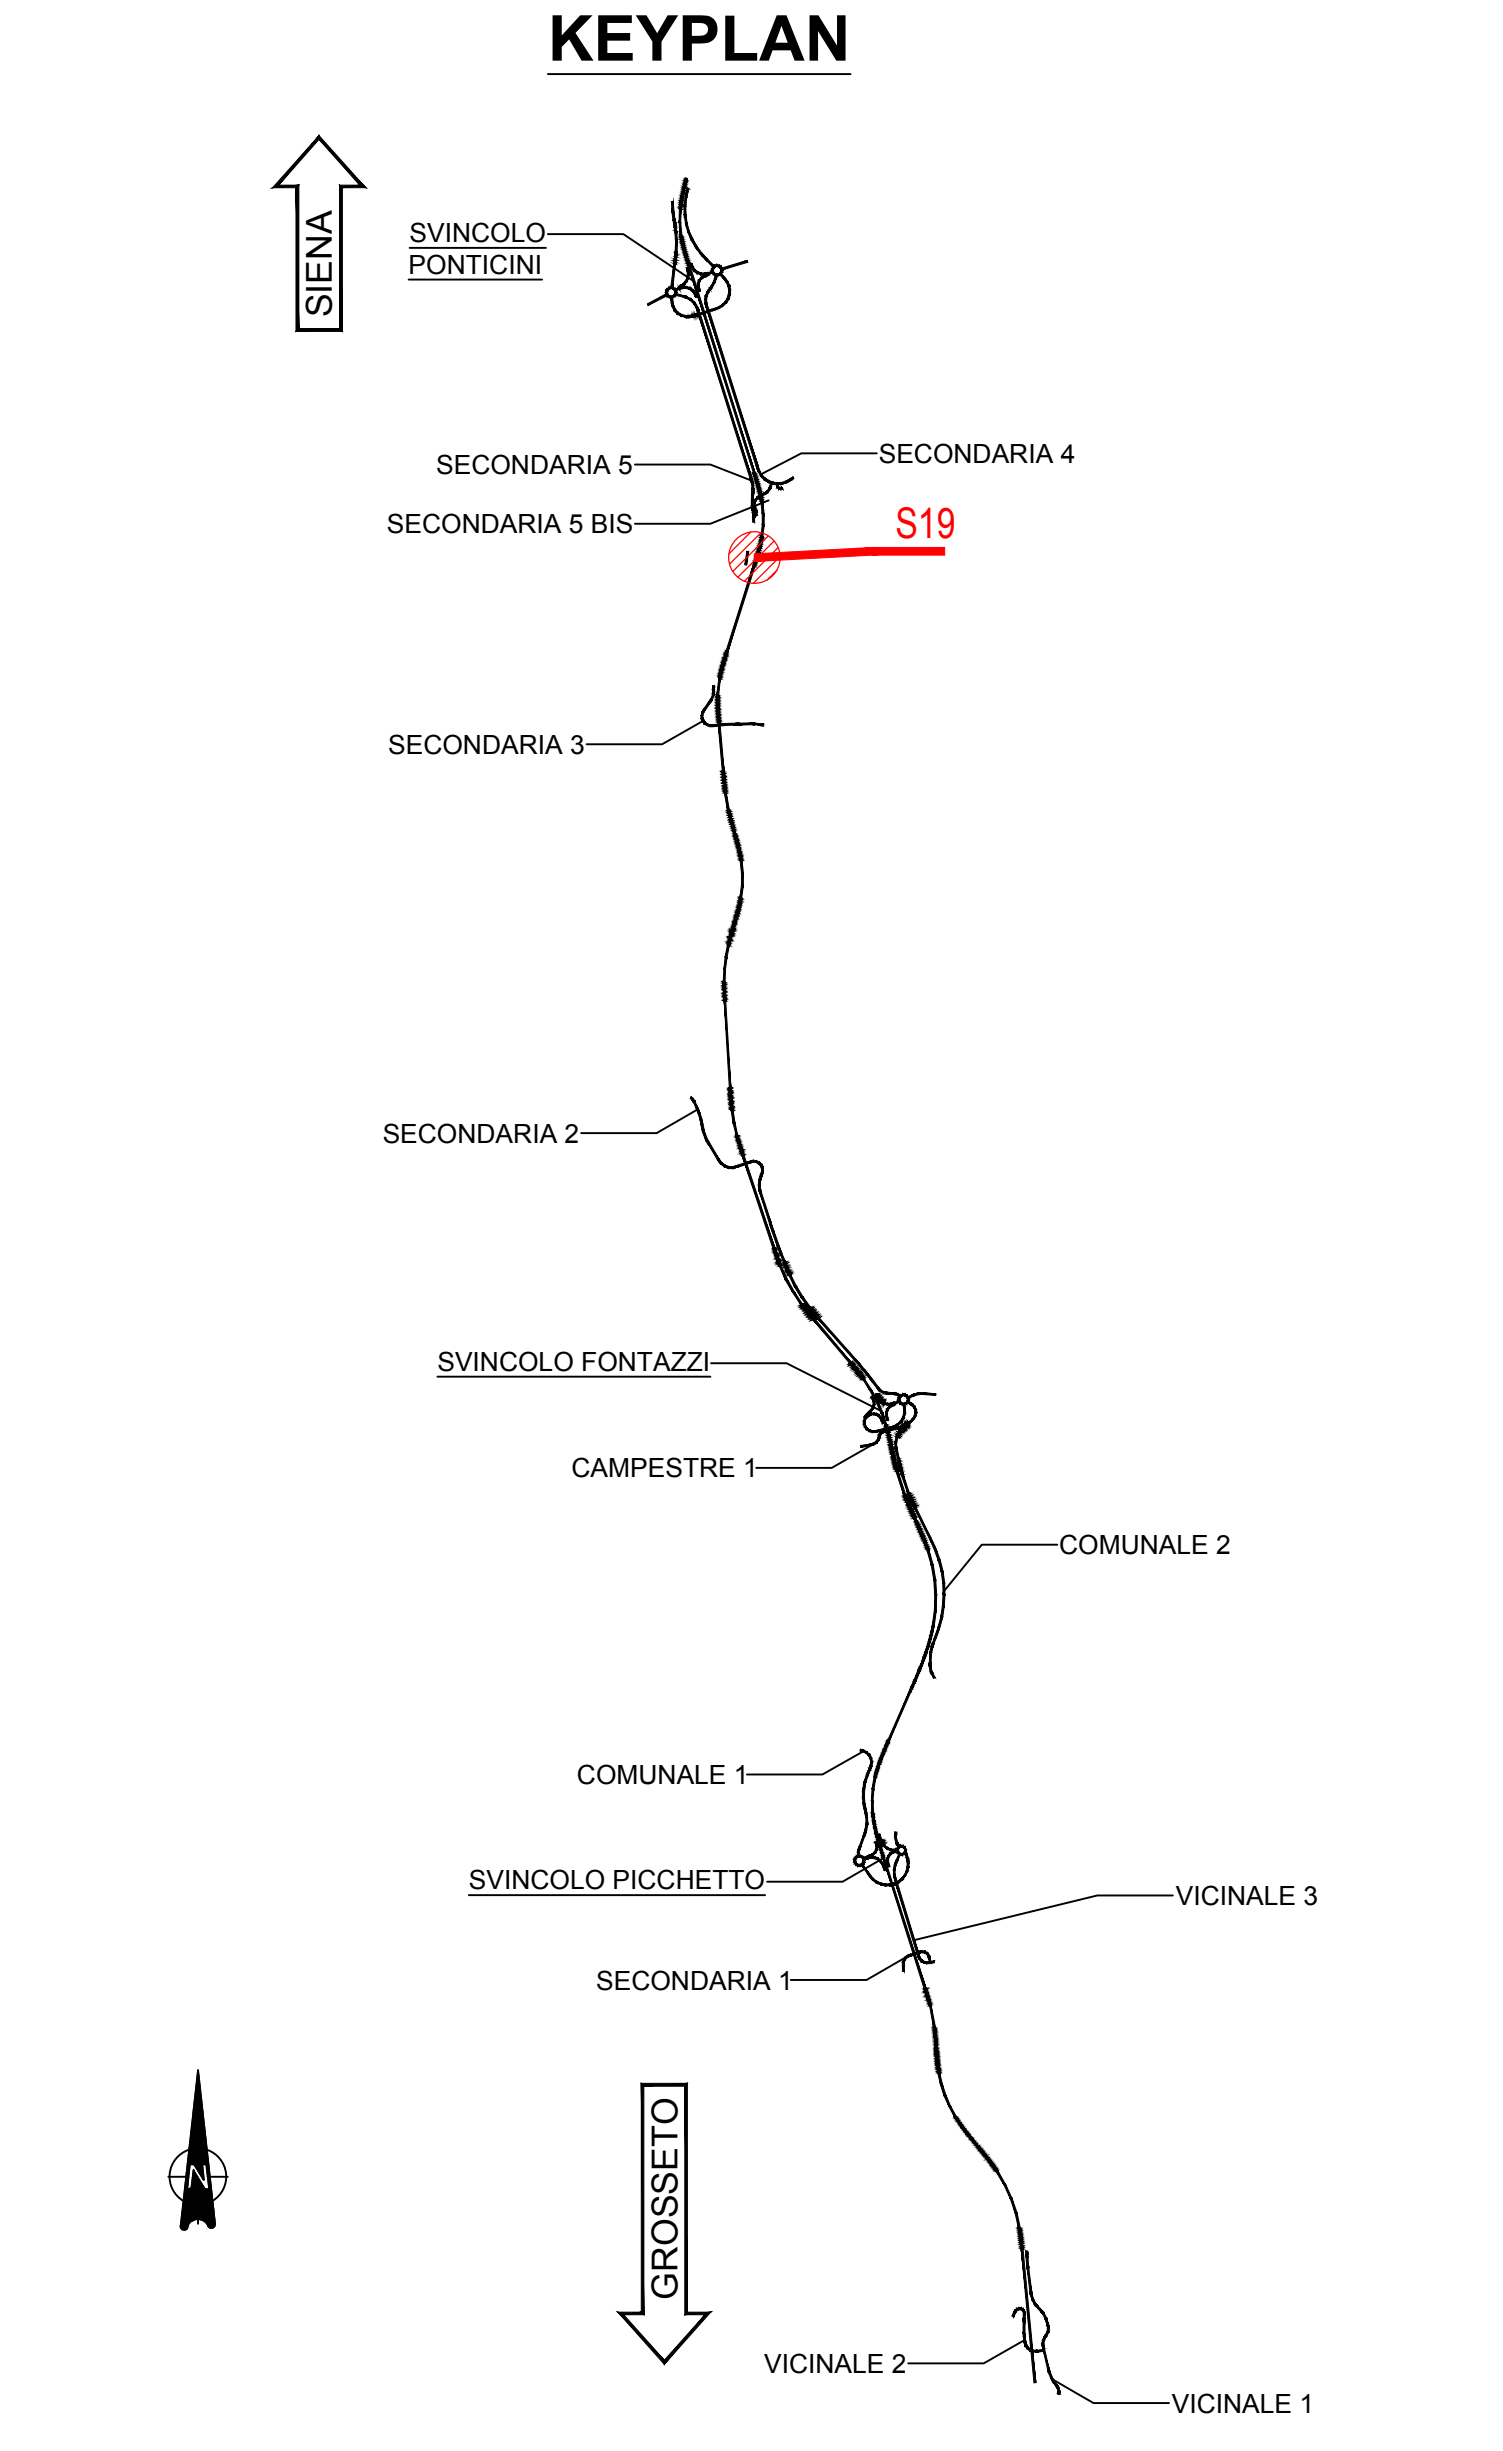 KEYPLAN
SIENA
SVINCOLO
PONTICINI
SECONDARIA 4
SECONDARIA 5
SECONDARIA 5 BIS
S19
SECONDARIA 3
SECONDARIA 2
SVINCOLO FONTAZZI
CAMPESTRE 1
COMUNALE 2
COMUNALE 1
SVINCOLO PICCHETTO
VICINALE 3
SECONDARIA 1
GROSSETO
N
VICINALE 2
VICINALE 1